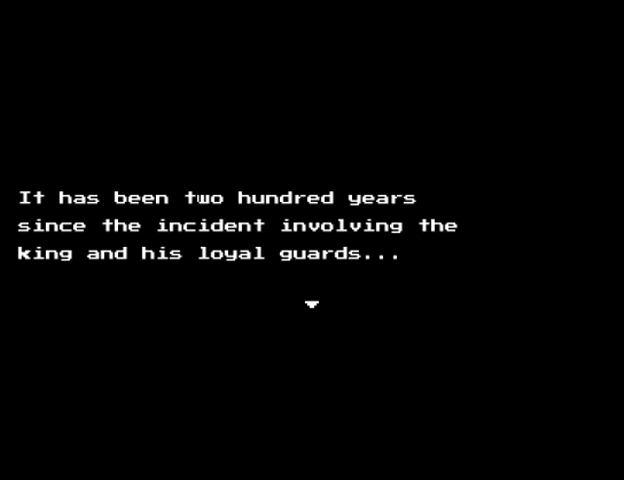 It has been two hundred years
since the incident involving the
king and his loyal guards...